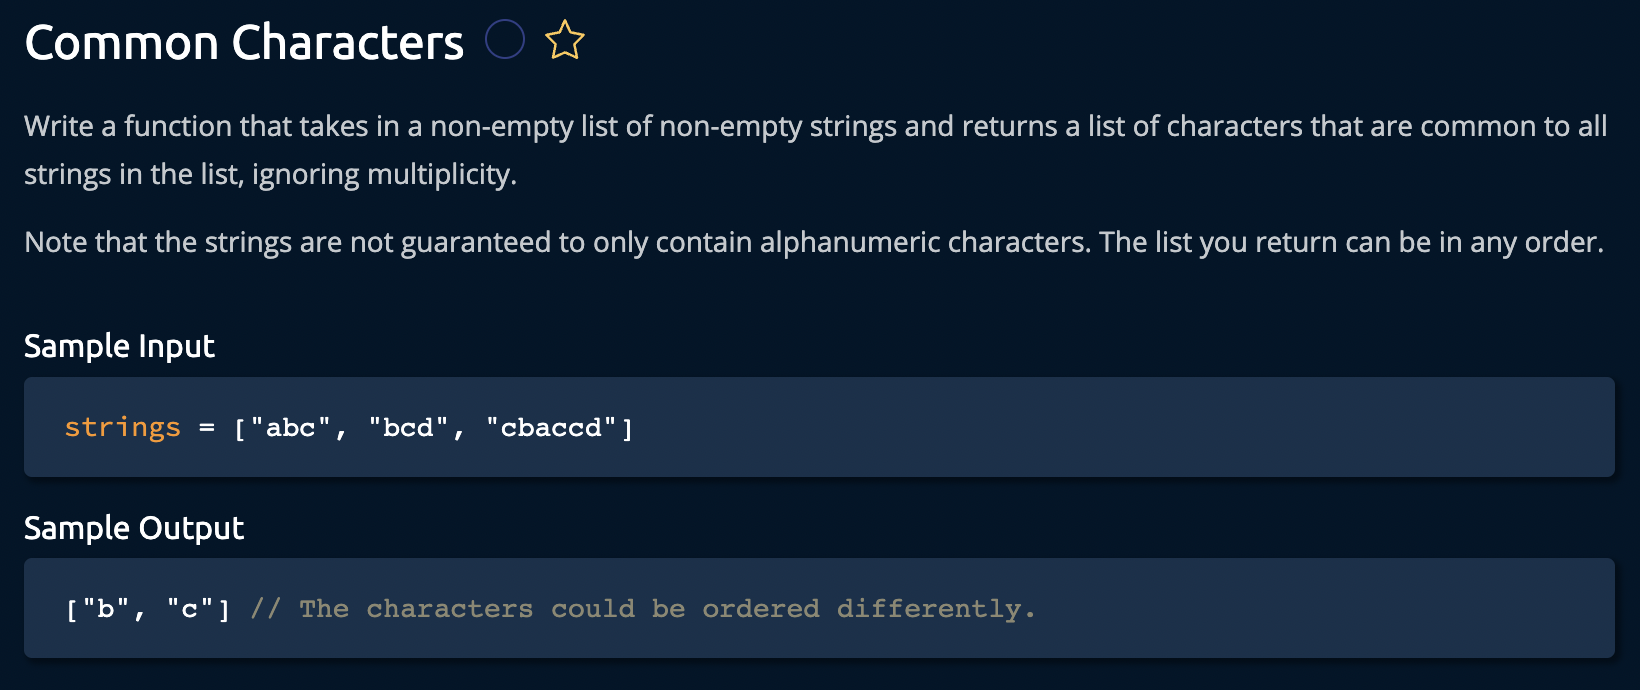 Common Characters
Write a function that takes in a non-empty list of non-empty strings and returns a list of characters that are common to all
strings in the list, ignoring multiplicity.
Note that the strings are not guaranteed to only contain alphanumeric characters. The list you return can be in any order.
Sample Input
strings = ["abc", "bcd", "cbaccd"]
Sample Output
["b", "c"] // The characters could be ordered differently.